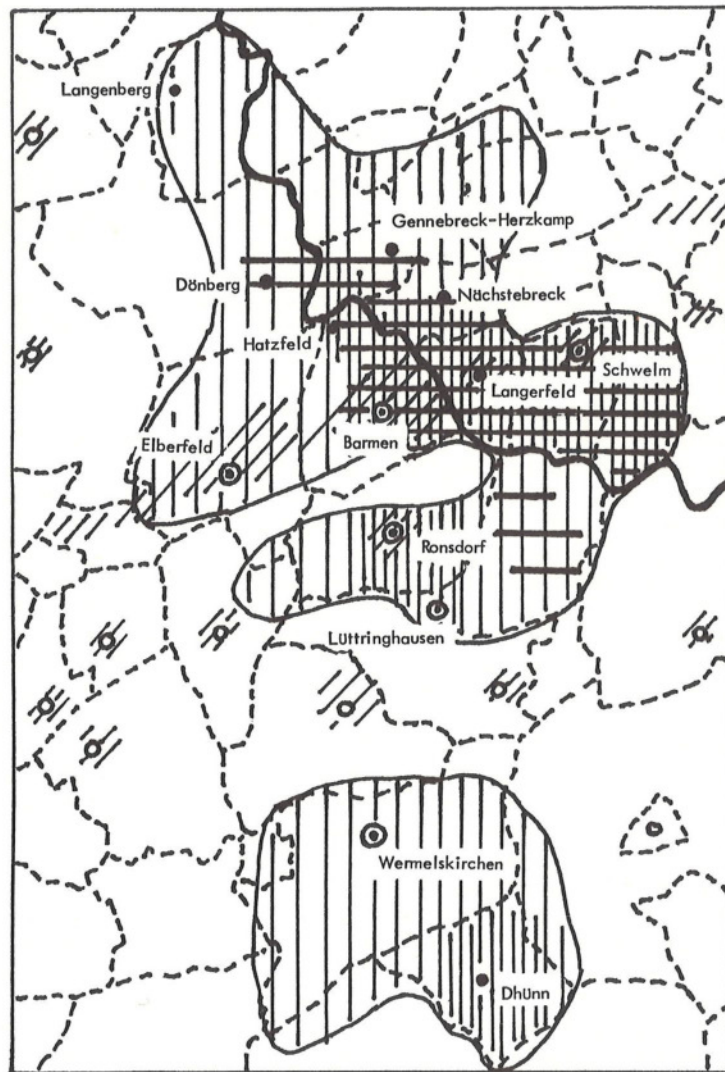 Langenberg
Gennebreck-Herzkamp
Dönberg
Nächstebreck
Hatzfeld
Schwelm
Langerfeld
Elberfeld
Barmen
Ronsdorf
Lüttringhausen
Wermelskirchen
Dhünn